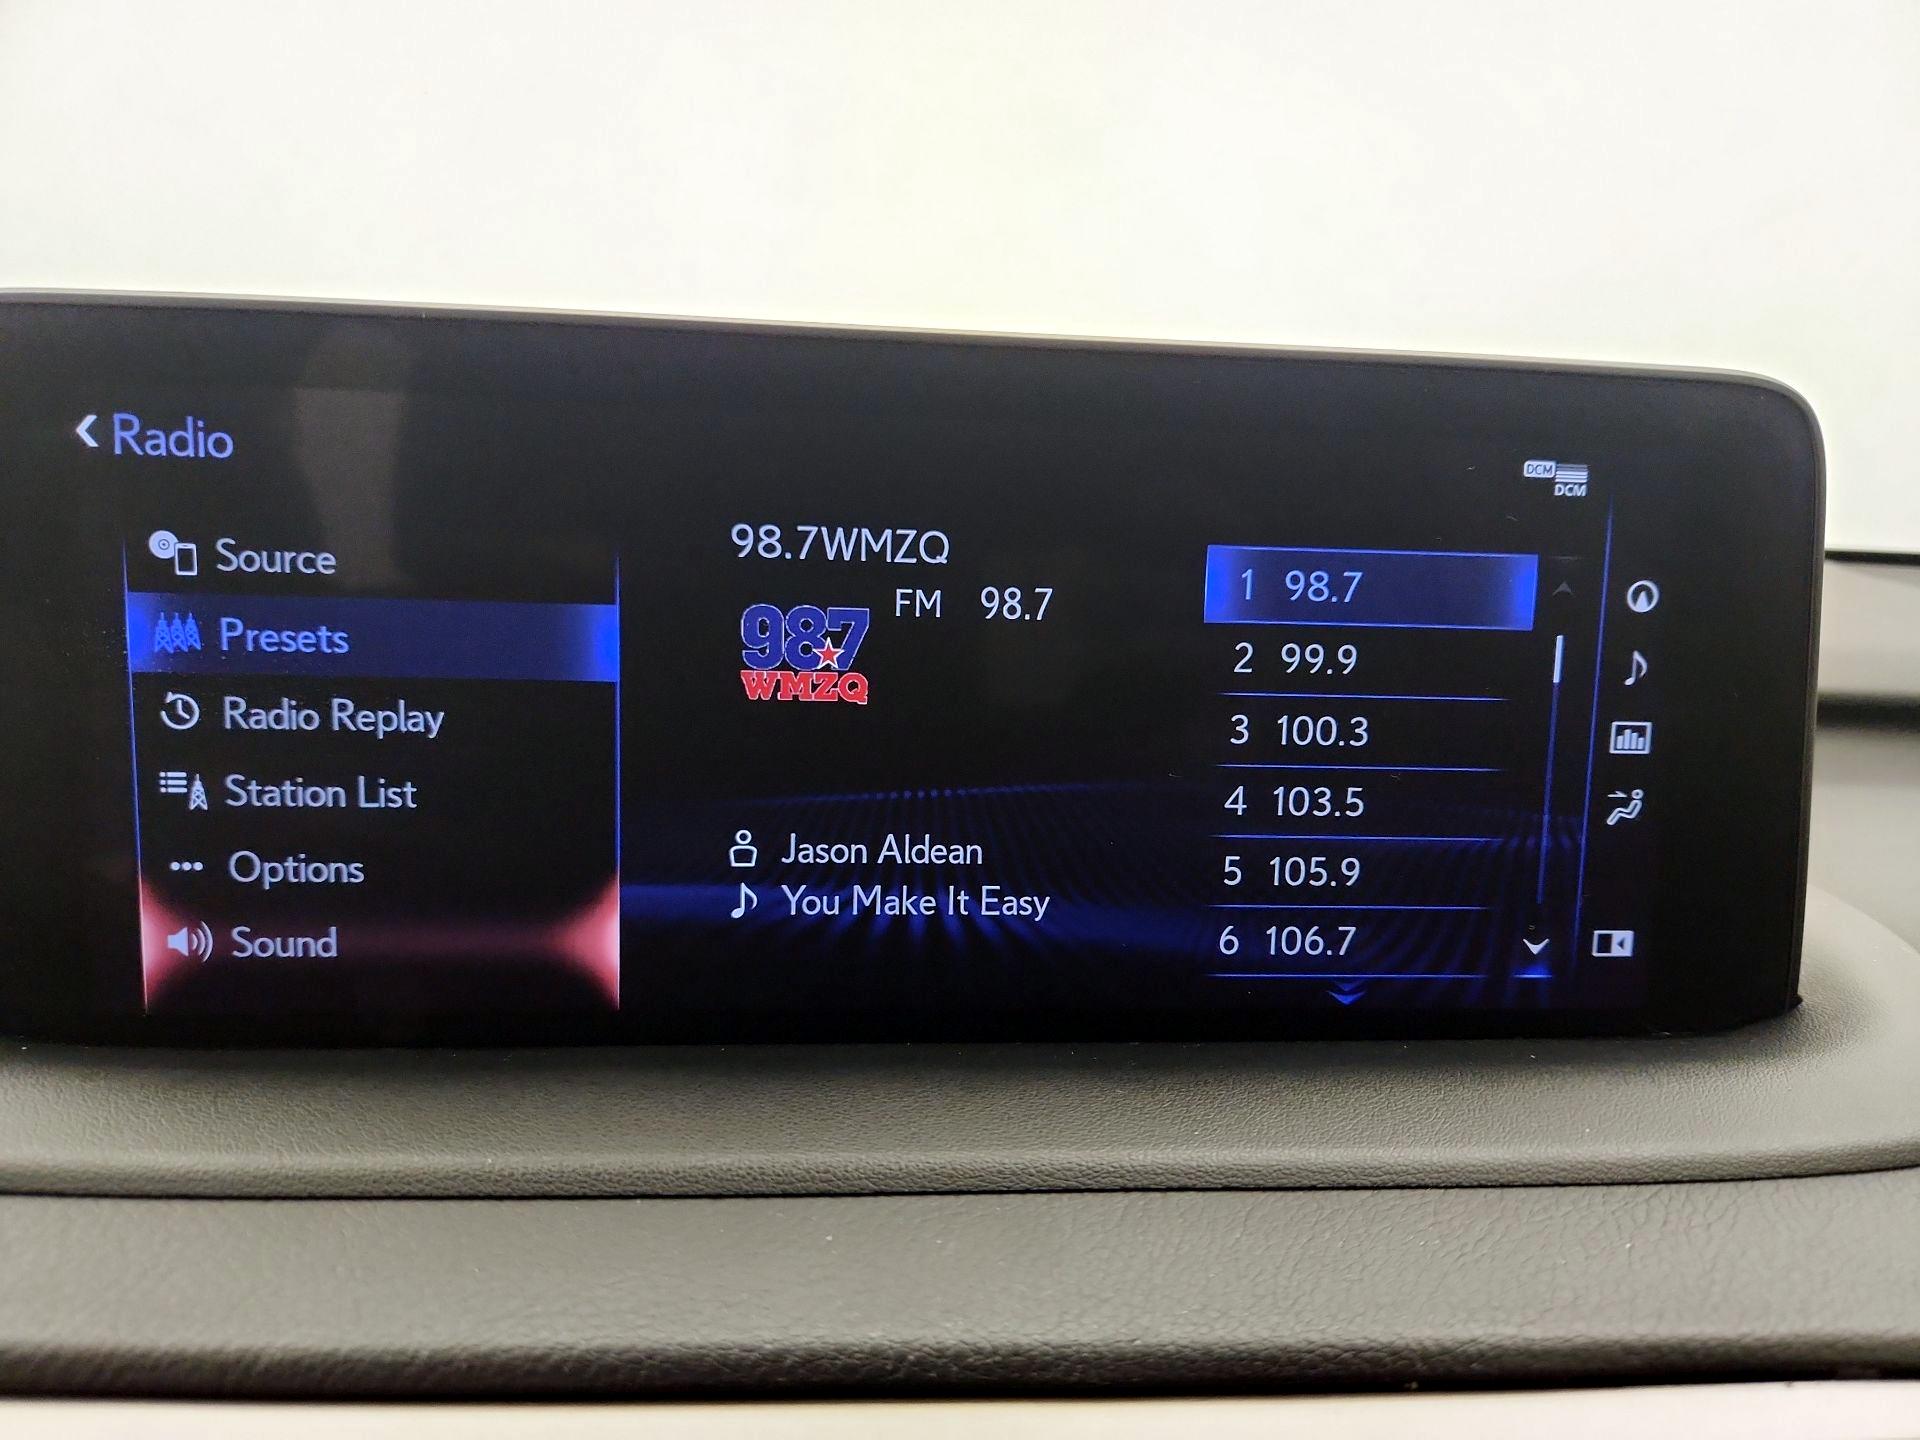 Radio
DCM
DCM
Source
Presets
Radio Replay
Station List
Options
Sound
98.7WMZQ
FM 98.7
98.7
WMZQ
Jason Aldean
You Make It Easy
1 98.7
2 99.9
3 100.3
4 103.5
5 105.9
6 106.7